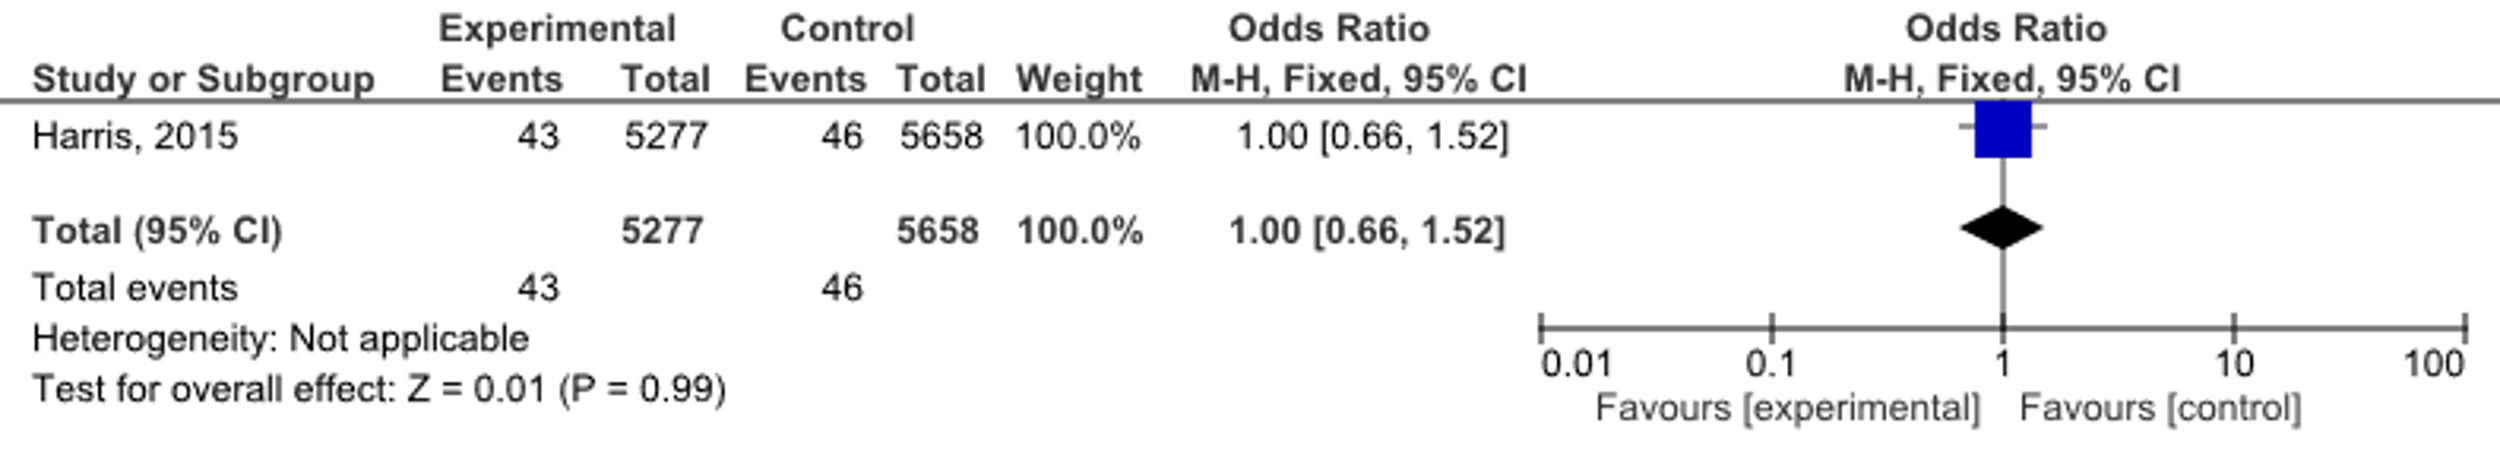 Experimental Control Odds Ratio Odds Ratio
Study or Subgroup Events Total Events Total Weight M-H, Fixed, 95% CI M-H, Fixed, 95% CI
Harris, 2015 43 5277 46 5658 100.0% 1.00 [0.66, 1.52]
Total (95% CI) 5277 5658 100.0% 1.00 [0.66, 1.52]
Total events 43 46
Heterogeneity: Not applicable
Test for overall effect: Z = 0.01 (P = 0.99)
0.01 0.1 1 10 100
Favours [experimental] Favours [control]